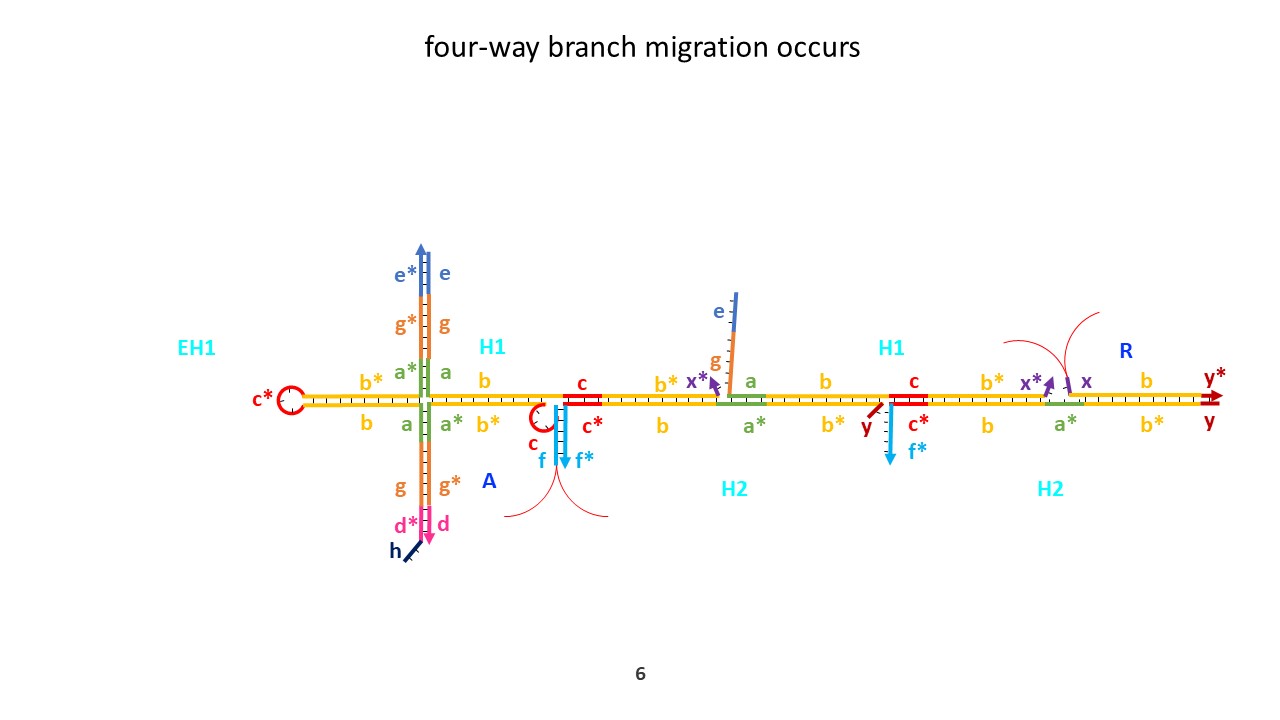 four-way branch migration occurs
e* e
e
g* g
EH1 H1 H1 R
g
a* a
b* b c b* x* a b c b* x* x b y*
c*
b a a* b* c c* b a* b* y c* b a* b* y
f f* f*
g g* A H2 H2
d* d
h
6